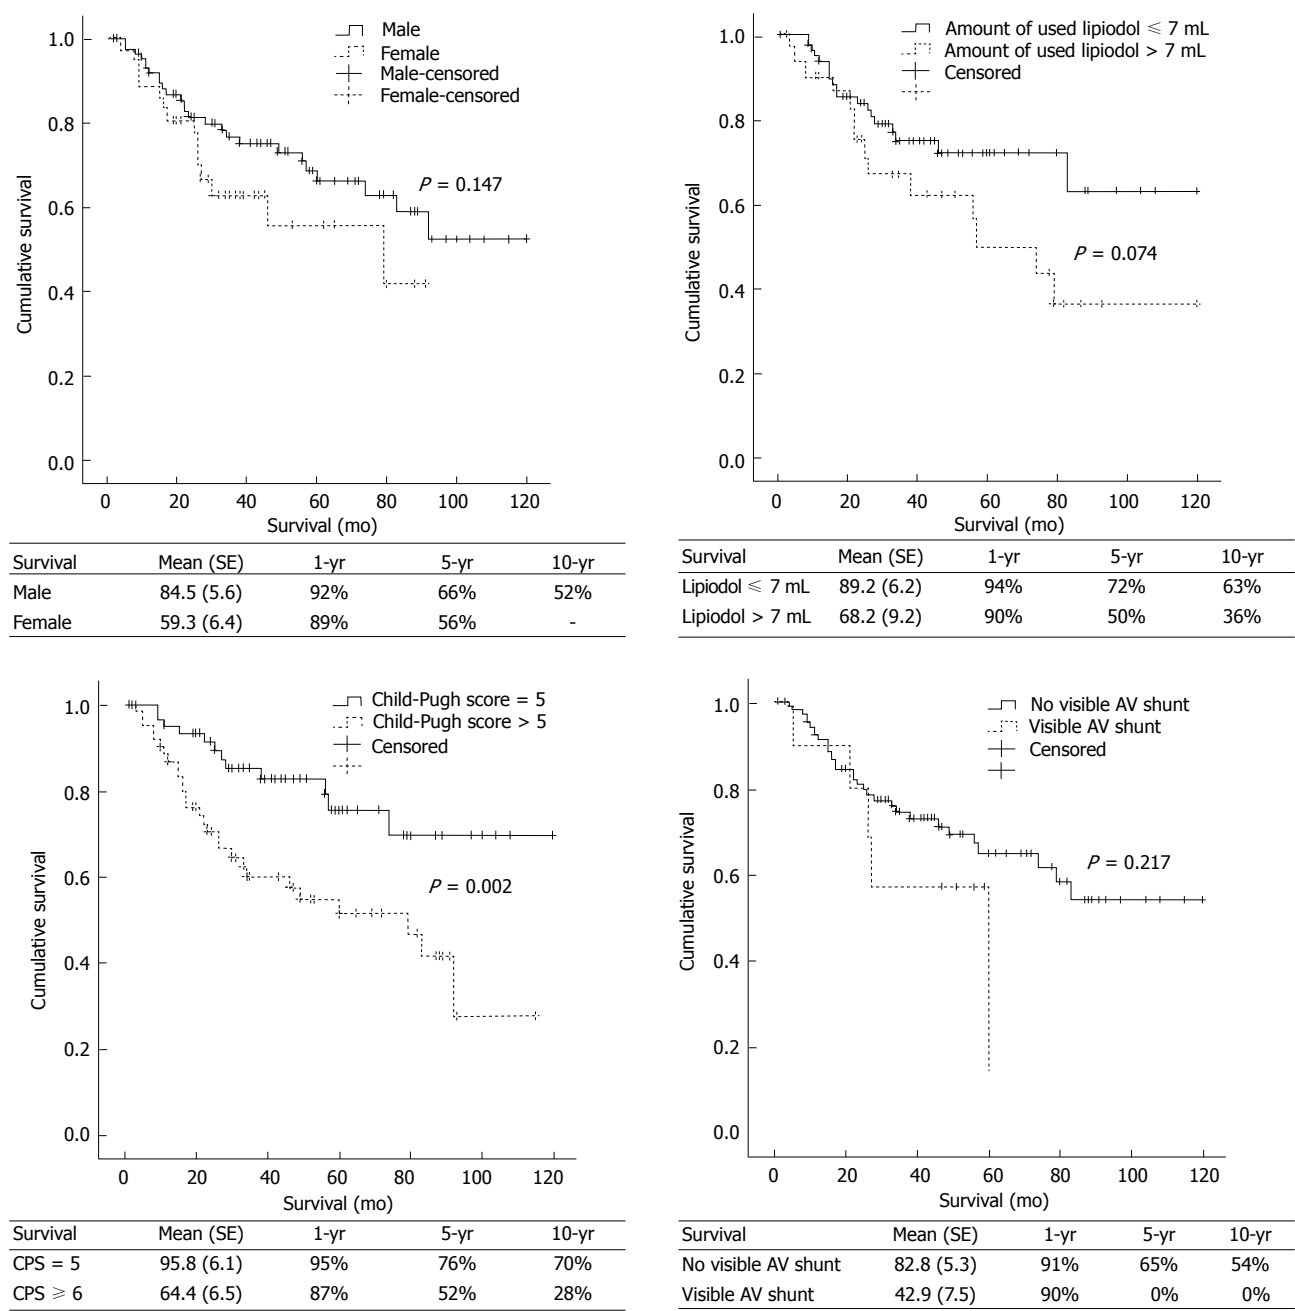 1.0
0.8
0.6
0.4
0.2
0.0
Cumulative survival
Male
Female
Male-censored
Female-censored
P = 0.147
0 20 40 60 80 100 120
Survival (mo)
Survival Mean (SE) 1-yr 5-yr 10-yr
Male 84.5 (5.6) 92% 66% 52%
Female 59.3 (6.4) 89% 56% -
1.0
0.8
0.6
0.4
0.2
0.0
Cumulative survival
Amount of used lipiodol ⩽ 7 mL
Amount of used lipiodol > 7 mL
Censored
P = 0.074
0 20 40 60 80 100 120
Survival (mo)
Survival Mean (SE) 1-yr 5-yr 10-yr
Lipiodol ⩽ 7 mL 89.2 (6.2) 94% 72% 63%
Lipiodol > 7 mL 68.2 (9.2) 90% 50% 36%
1.0
0.8
0.6
0.4
0.2
0.0
Cumulative survival
Child-Pugh score = 5
Child-Pugh score > 5
Censored
P = 0.002
0 20 40 60 80 100 120
Survival (mo)
Survival Mean (SE) 1-yr 5-yr 10-yr
CPS = 5 95.8 (6.1) 95% 76% 70%
CPS ⩾ 6 64.4 (6.5) 87% 52% 28%
1.0
0.8
0.6
0.4
0.2
0.0
Cumulative survival
No visible AV shunt
Visible AV shunt
Censored
P = 0.217
0 20 40 60 80 100 120
Survival (mo)
Survival Mean (SE) 1-yr 5-yr 10-yr
No visible AV shunt 82.8 (5.3) 91% 65% 54%
Visible AV shunt 42.9 (7.5) 90% 0% 0%